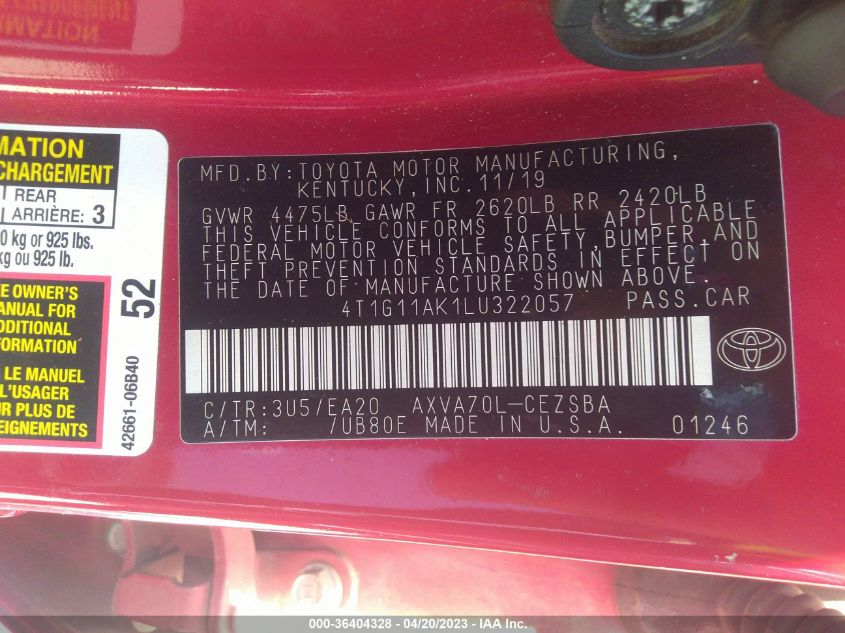 MATION
CHARGEMENT
REAR
ARRIÈRE: 3
0 kg or 925 lbs.
kg ou 925 lb.
E OWNER'S
MANUAL FOR
DDITIONAL
FORMATION
LE MANUEL
L'USAGER
UR PLUS DE
EIGNEMENTS
52
42661-06B40
MFD.BY:TOYOTA MOTOR MANUFACTURING,
KENTUCKY,INC.11/19
GVWR 4475LB GAWR FR 2620LB RR 2420LB
THIS VEHICLE CONFORMS TO ALL APPLICABLE
FEDERAL MOTOR VEHICLE SAFETY,BUMPER,AND
THEFT PREVENTION STANDARDS IN EFFECT ON
THE DATE OF MANUFACTURE SHOWN ABOVE.
4T1G11AK1LU322057 PASS.CAR
C/TR:3U5/EA20 AXVA70L-CEZSBA
A/TM: /UB80E MADE IN U.S.A. 01246
000-36404328 - 04/20/2023 - IAA Inc.